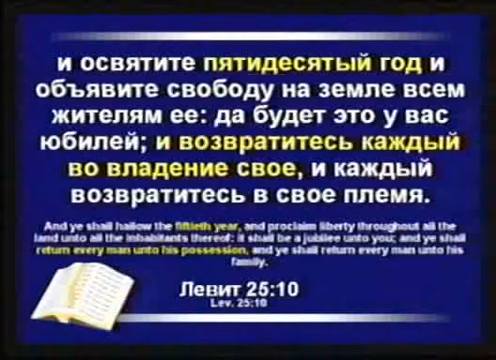 и освятите пятидесятый год и
объявите свободу на земле всем
жителям ее: да будет это у вас
юбилей; и возвратитесь каждый
во владение свое, и каждый
возвратитесь в свое племя.
And ye shall hallow the fiftieth year, and proclaim liberty throughout all the
land unto all the inhabitants thereof: it shall be a jubilee unto you; and ye shall
return every man unto his possession, and ye shall return every man unto his
family.
Левит 25:10
Lev. 25:10